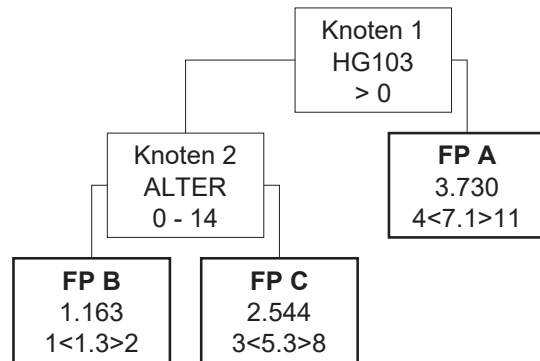 Knoten 1
HG103
> 0
Knoten 2
ALTER
0 - 14
FP A
3.730
4<7.1>11
FP B
1.163
1<1.3>2
FP C
2.544
3<5.3>8